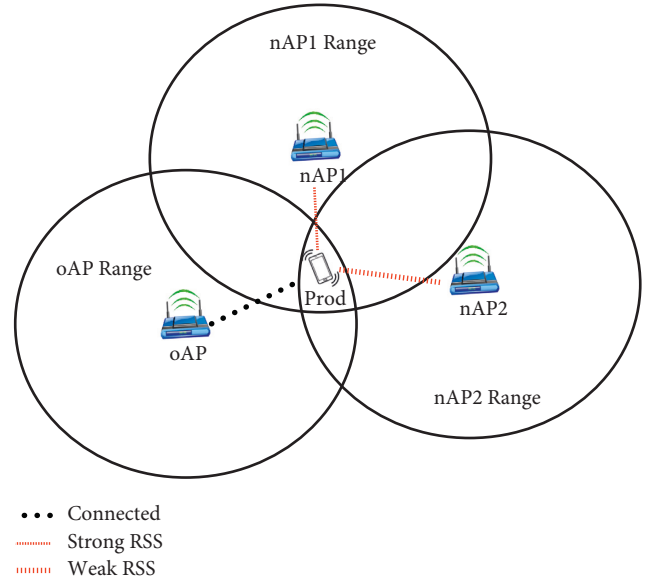 nAP1 Range
nAP1
oAP Range
Prod
nAP2
oAP
nAP2 Range
Connected
Strong RSS
Weak RSS